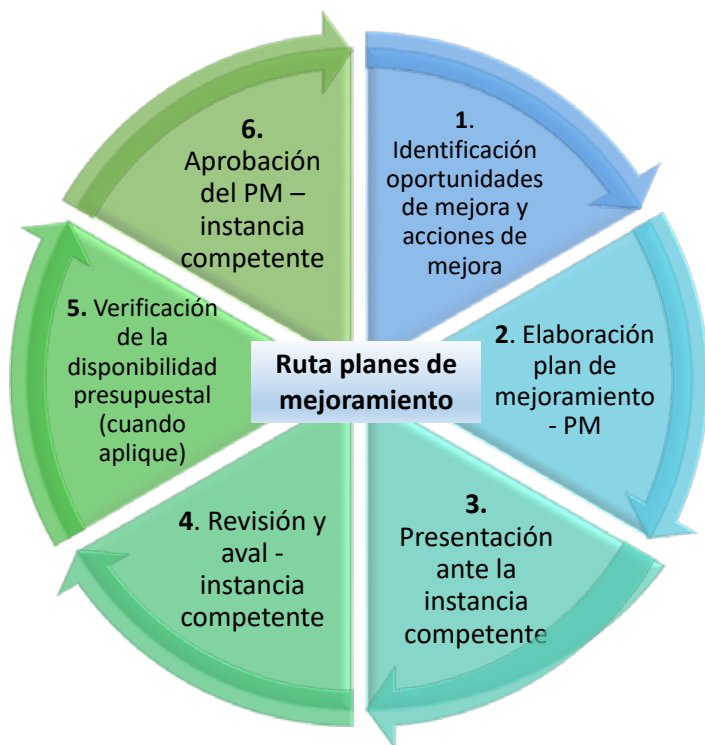 1.
Identificación
oportunidades
de mejora y
acciones de
mejora
2. Elaboración
plan de
mejoramiento
- PM
3.
Presentación
ante la
instancia
competente
4. Revisión y
aval -
instancia
competente
5. Verificación
de la
disponibilidad
presupuestal
(cuando
aplique)
6.
Aprobación
del PM –
instancia
competente
Ruta planes de
mejoramiento